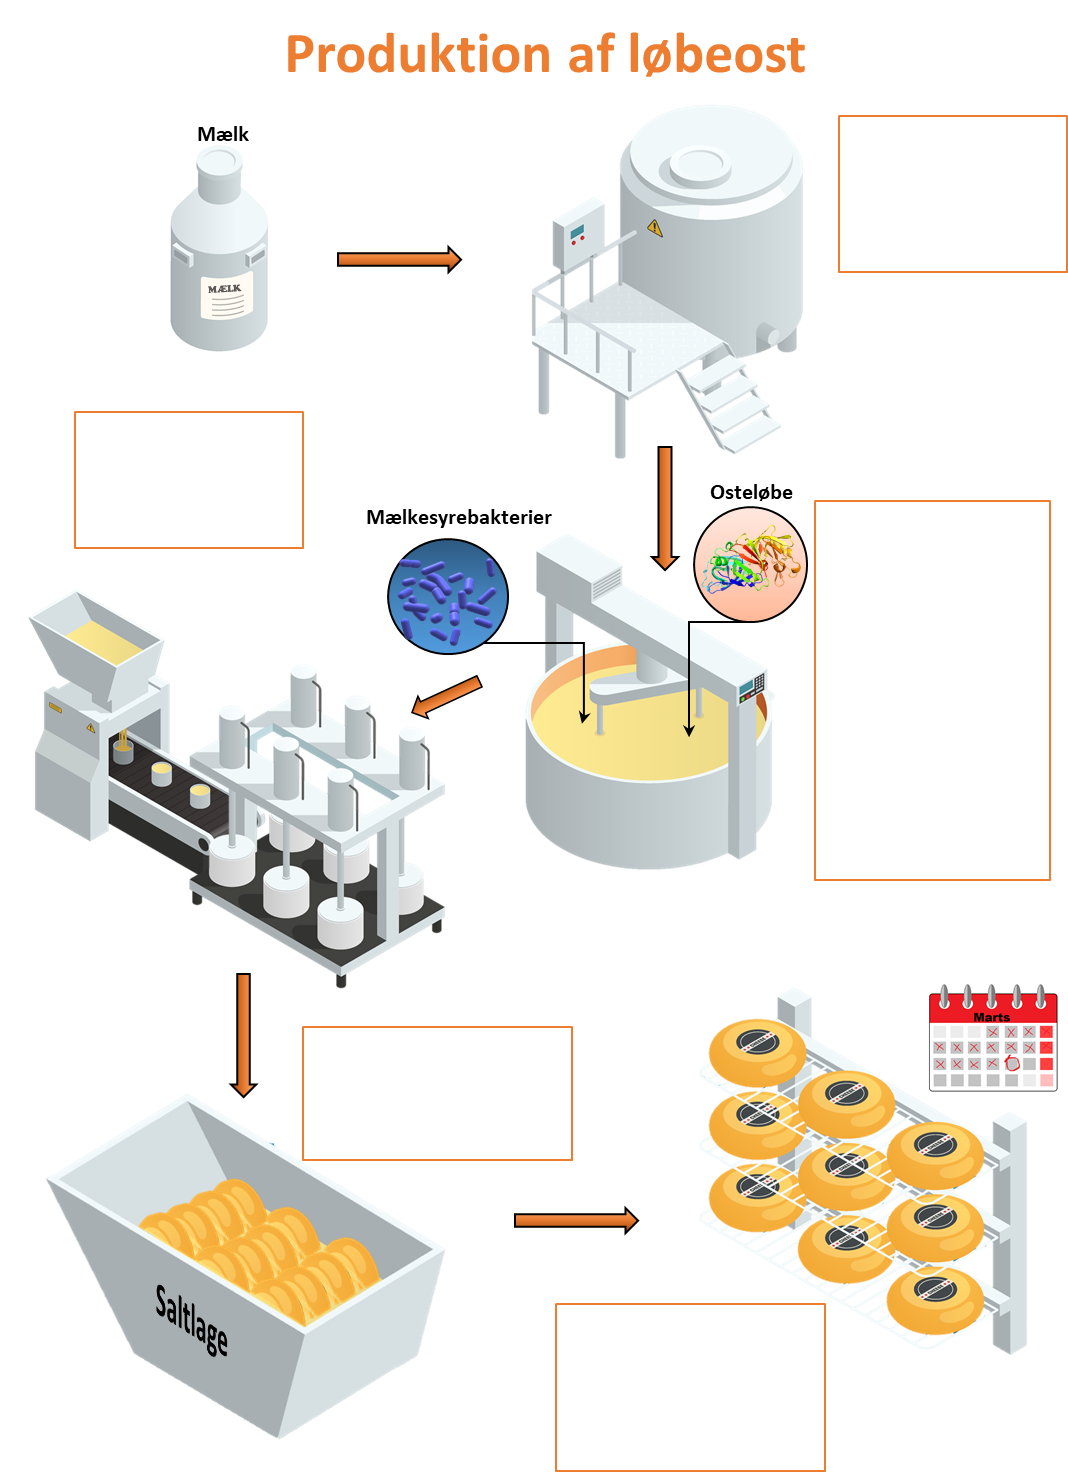 Produktion af løbeost
Mælk
MÆLK
Osteløbe
Mælkesyrebakterier
Marts
Saltlage